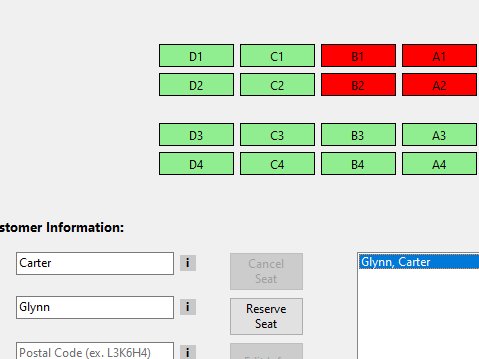 D1 C1 B1 A1
D2 C2 B2 A2
D3 C3 B3 A3
D4 C4 B4 A4
stomer Information:
Carter i Cancel Seat Glynn, Carter
Glynn i Reserve Seat
Postal Code (ex. L3K6H4) i